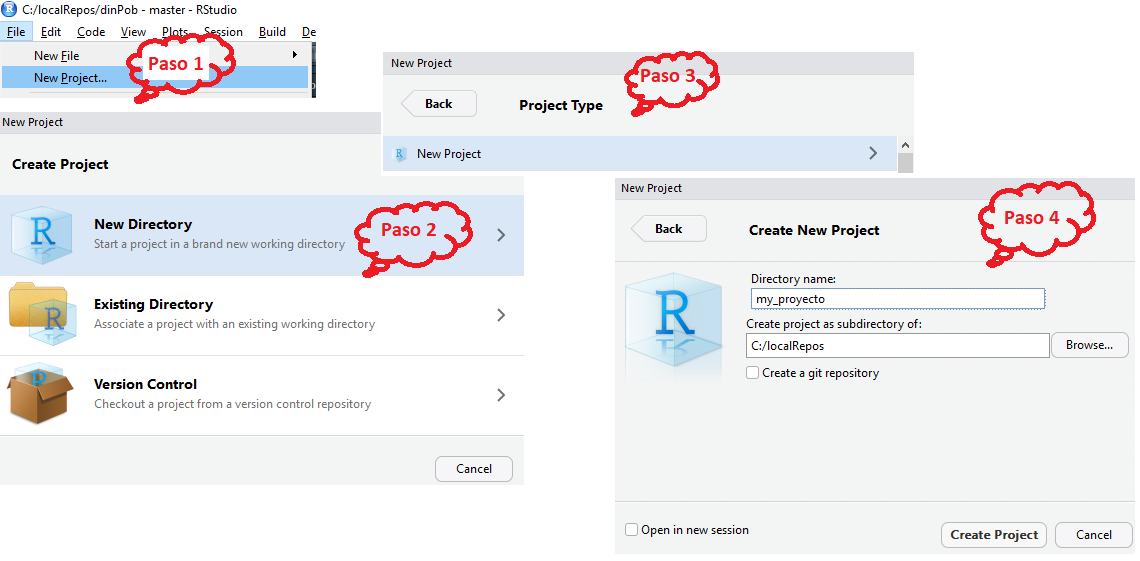 C:/localRepos/dinPob - master - RStudio
File Edit Code View Plots Session Build De
New File
New Project...
Paso 1
New Project
Create Project
New Directory
Start a project in a brand new working directory
Paso 2
Existing Directory
Associate a project with an existing working directory
Version Control
Checkout a project from a version control repository
Cancel
New Project
Back
Project Type
Paso 3
R New Project
New Project
Back
Create New Project
Paso 4
R
Directory name:
my_proyecto
Create project as subdirectory of:
C:/localRepos
Browse...
Create a git repository
Open in new session
Create Project
Cancel